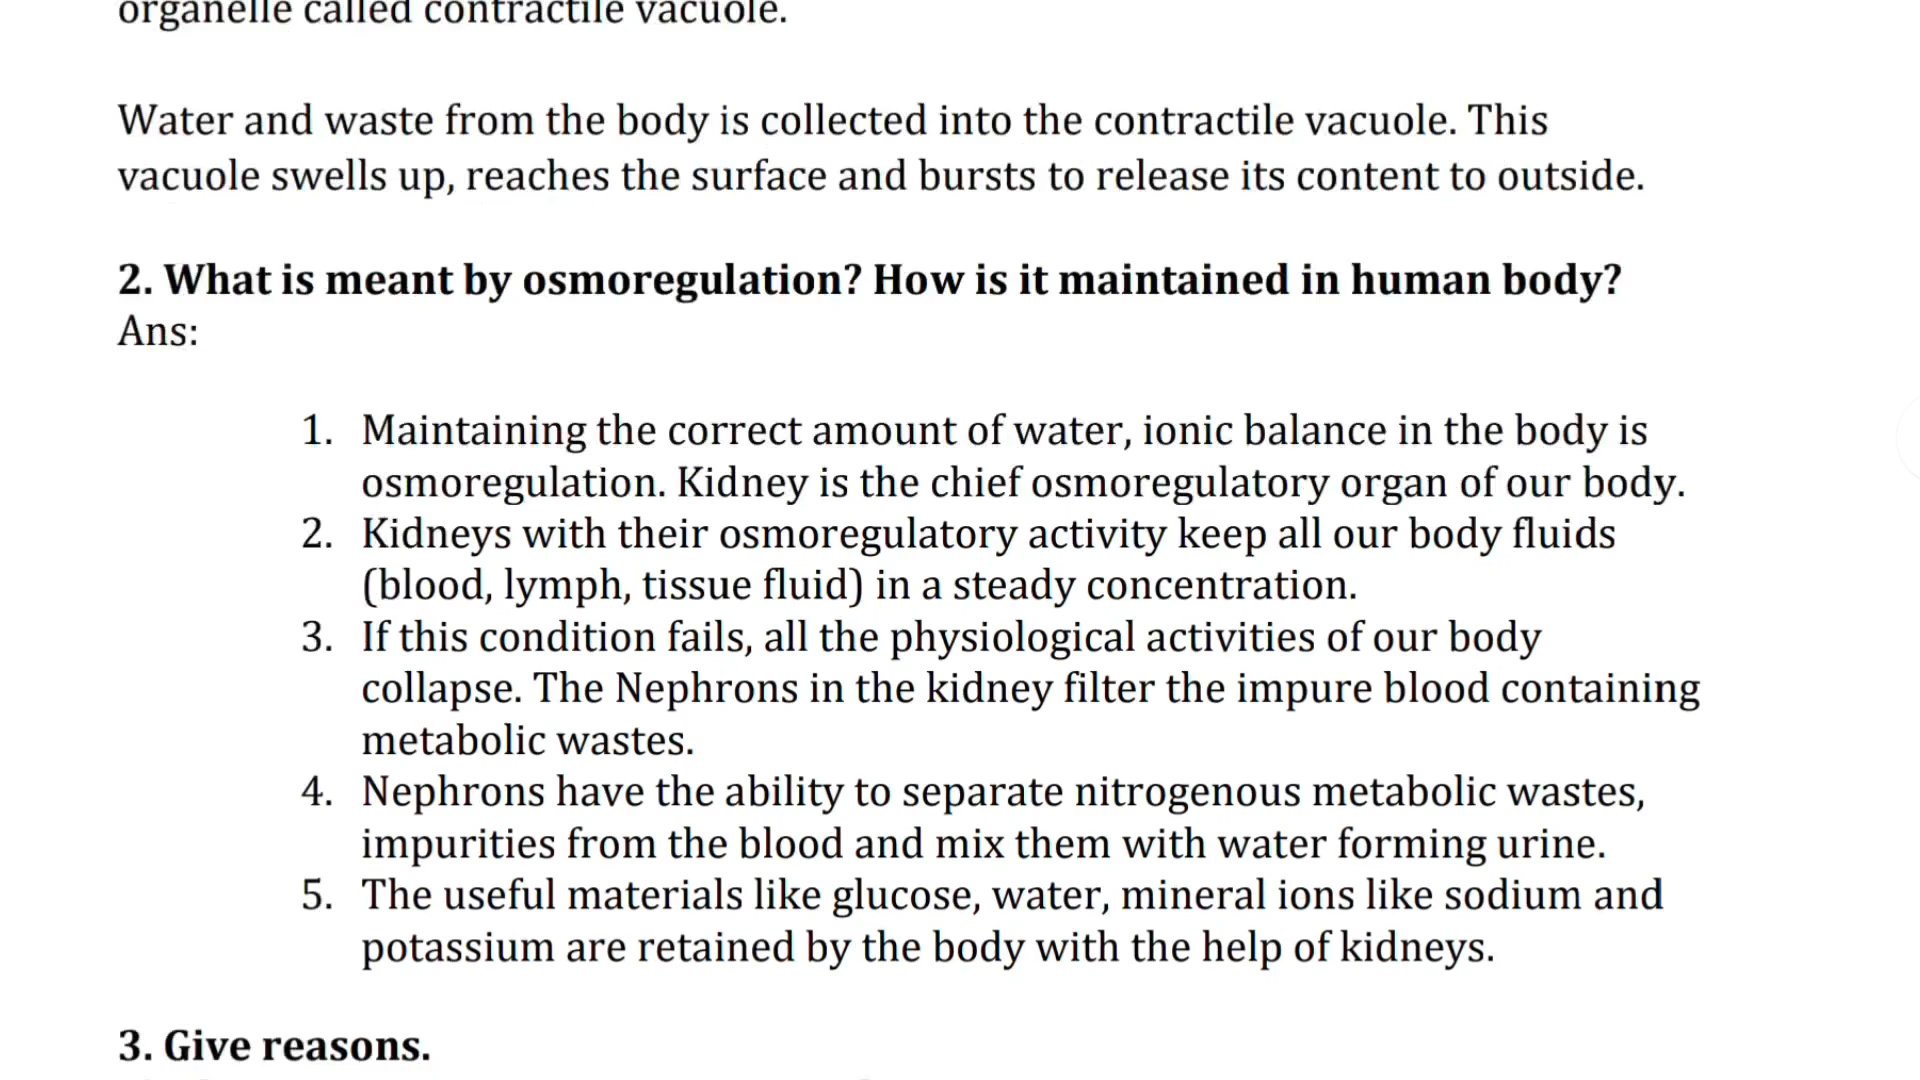 organelle called contractile vacuole.
Water and waste from the body is collected into the contractile vacuole. This
vacuole swells up, reaches the surface and bursts to release its content to outside.
2. What is meant by osmoregulation? How is it maintained in human body?
Ans:
1. Maintaining the correct amount of water, ionic balance in the body is
osmoregulation. Kidney is the chief osmoregulatory organ of our body.
2. Kidneys with their osmoregulatory activity keep all our body fluids
(blood, lymph, tissue fluid) in a steady concentration.
3. If this condition fails, all the physiological activities of our body
collapse. The Nephrons in the kidney filter the impure blood containing
metabolic wastes.
4. Nephrons have the ability to separate nitrogenous metabolic wastes,
impurities from the blood and mix them with water forming urine.
5. The useful materials like glucose, water, mineral ions like sodium and
potassium are retained by the body with the help of kidneys.
3. Give reasons.